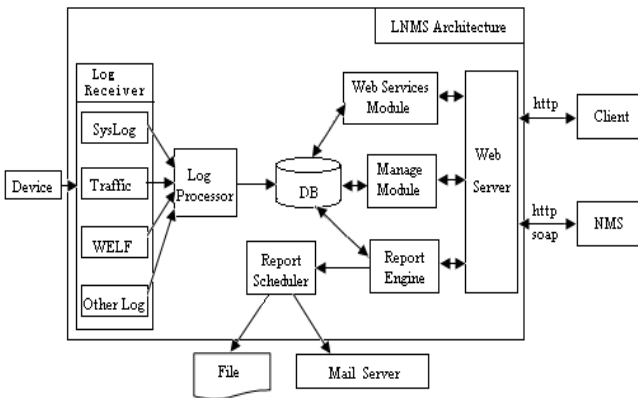 LNMS Architecture
Log
Receiver
SysLog
Traffic
WELF
Other Log
Device
Log
Processor
DB
Web Services
Module
Manage
Module
Report
Engine
Report
Scheduler
Web
Server
http
Client
http
soap
NMS
File
Mail Server